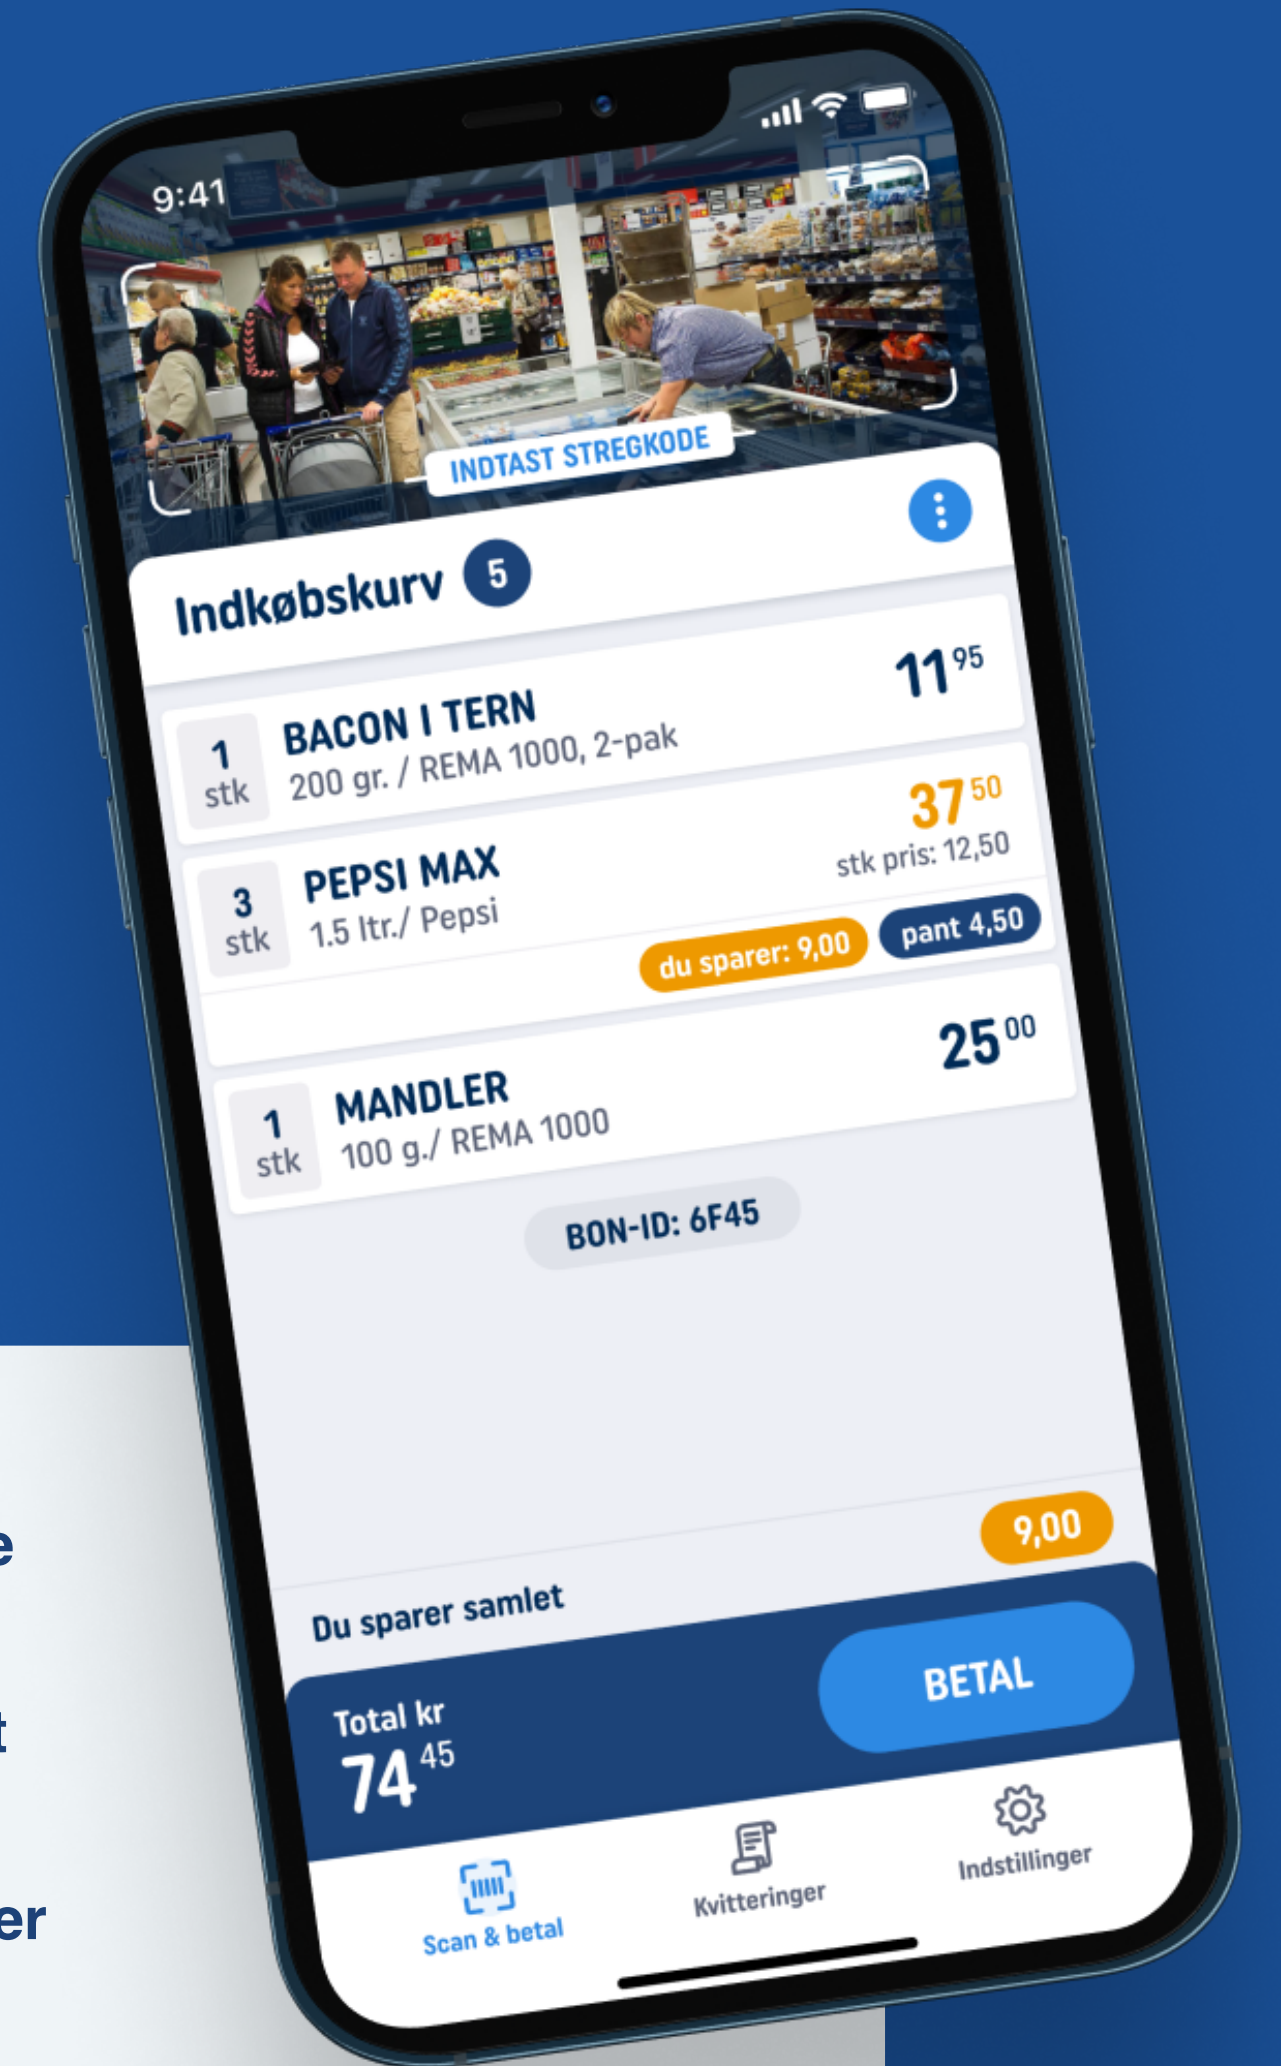 9:41
INDTAST STREGKODE
Indkøbskurv 5
1 stk
BACON I TERN
200 gr. / REMA 1000, 2-pak
11 95
3 stk
PEPSI MAX
1.5 ltr./ Pepsi
37 50
stk pris: 12,50
du sparer: 9,00
pant 4,50
1 stk
MANDLER
100 g./ REMA 1000
25 00
BON-ID: 6F45
Du sparer samlet
9,00
Total kr
74 45
BETAL
Scan & betal
Kvitteringer
Indstillinger
e
t
er